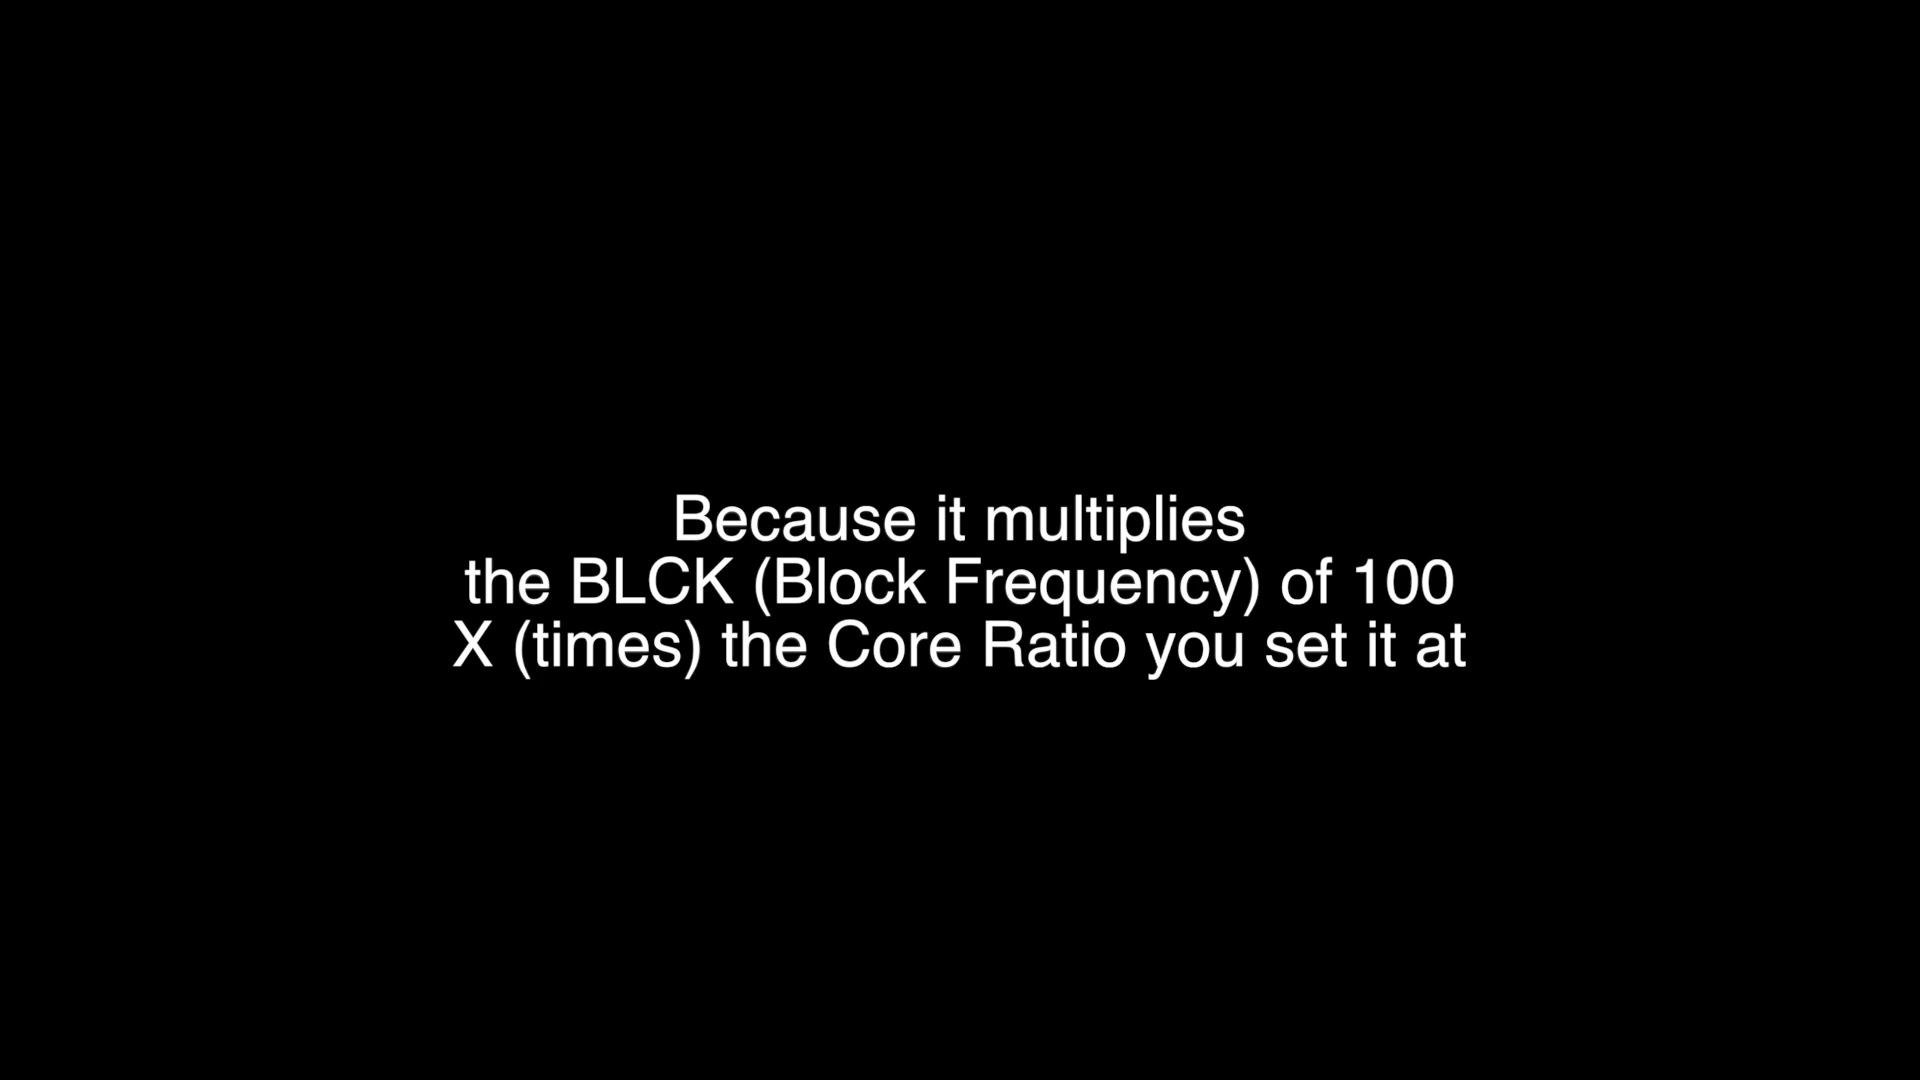 Because it multiplies
the BLCK (Block Frequency) of 100
X (times) the Core Ratio you set it at